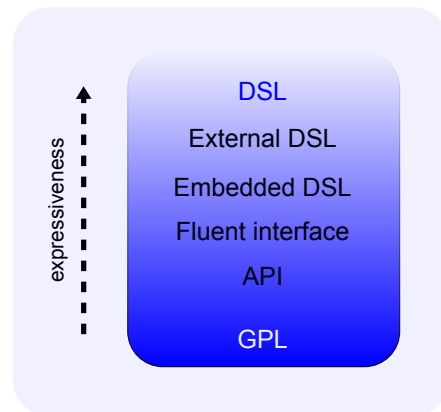 DSL
External DSL
Embedded DSL
Fluent interface
API
GPL
expressiveness